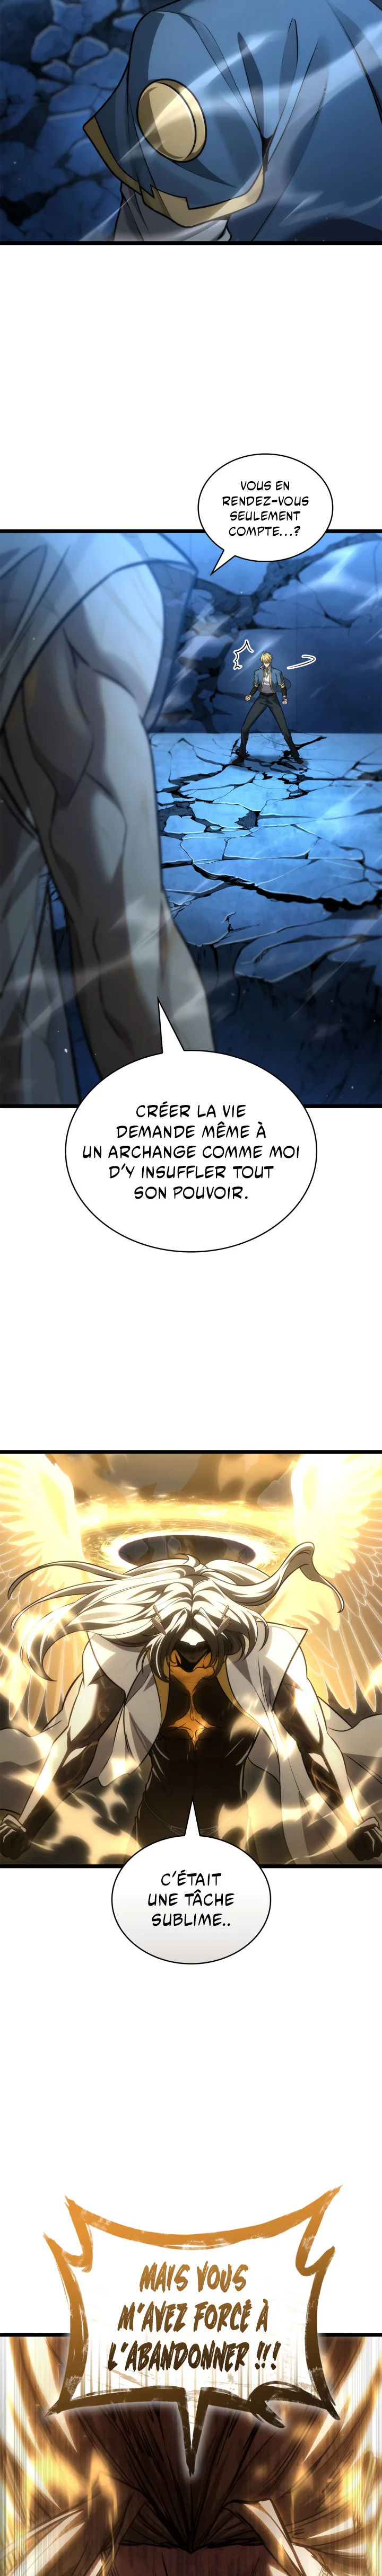 VOUS EN
RENDEZ-VOUS
SEULEMENT
COMPTE...?
CRÉER LA VIE
DEMANDE MÊME À
UN ARCHANGE COMME MOI
D'Y INSUFFLER TOUT
SON POUVOIR.
C'ÉTAIT
UNE TÂCHE
SUBLIME..
MAIS VOUS
M'AVEZ FORCÉ À
L'ABANDONNER !!!